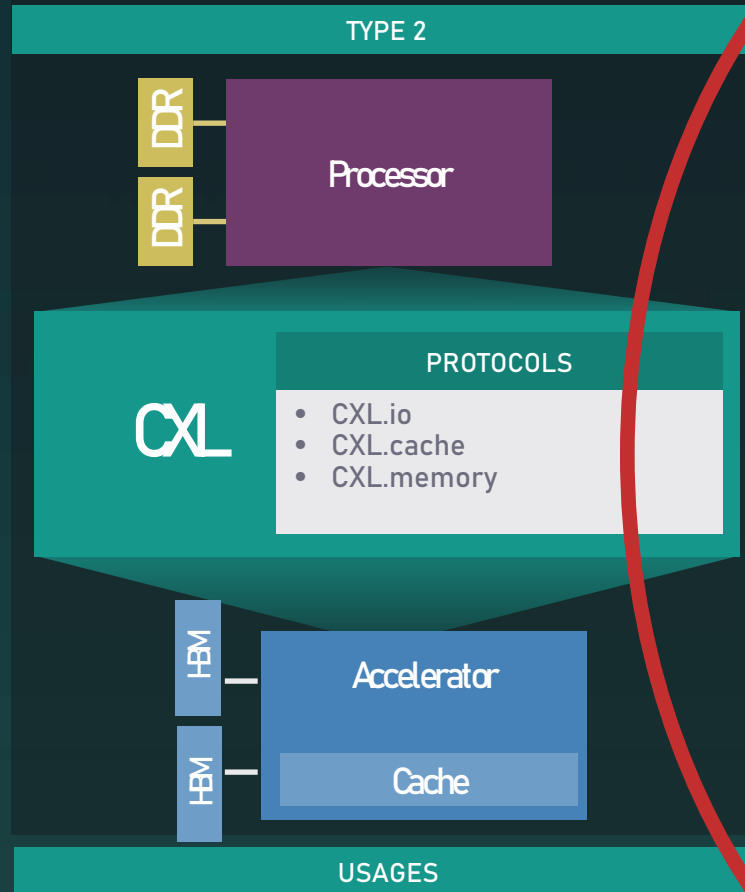 TYPE 2
DDR
Processor
DDR
PROTOCOLS
CXL
• CXL.io
• CXL.cache
• CXL.memory
HBM
Accelerator
HBM
Cache
USAGES